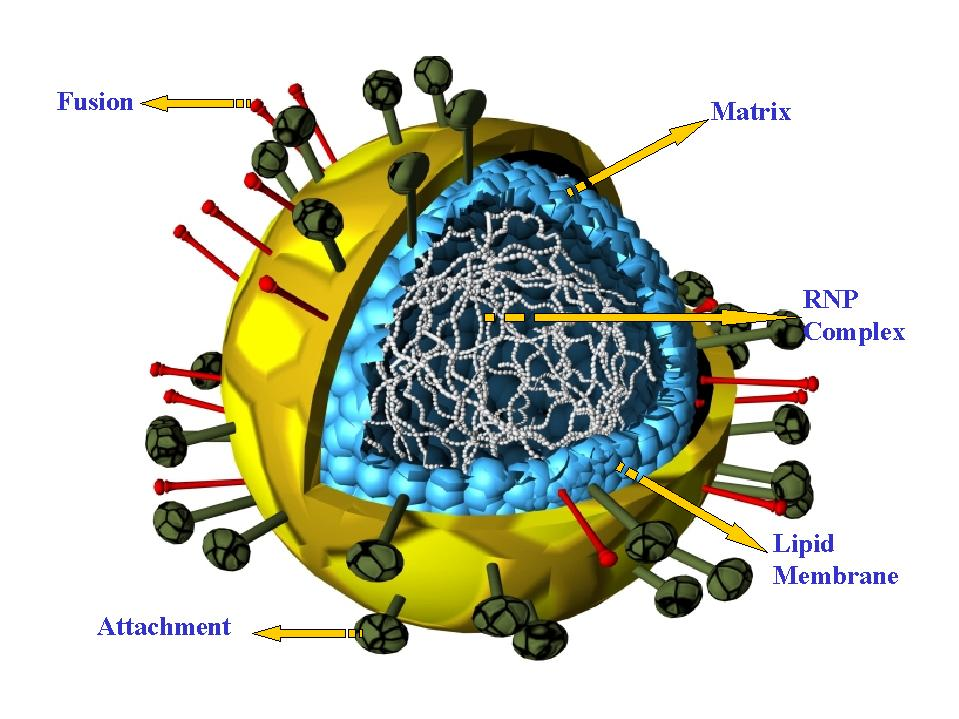 Fusion
Matrix
RNP
Complex
Lipid
Membrane
Attachment